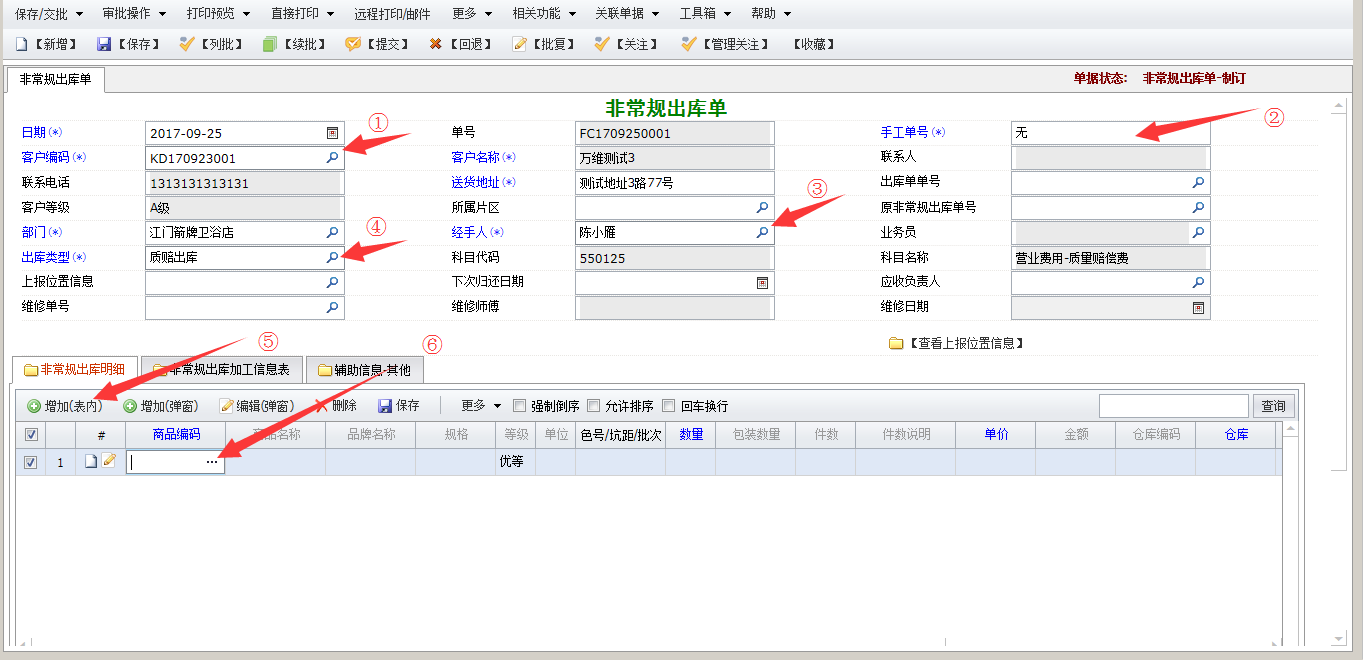 保存/交批 审批操作 打印预览 直接打印 远程打印/邮件 更多 相关功能 关联单据 工具箱 帮助
【新增】 【保存】 【列批】 【续批】 【提交】 【回退】 【批复】 【关注】 【管理关注】 【收藏】
非常规出库单 单据状态: 非常规出库单-制订
非常规出库单
① ②
日期(*) 2017-09-25 单号 FC1709250001 手工单号(*) 无
客户编码(*) KD170923001 客户名称(*) 万维测试3 联系人
联系电话 1313131313131 送货地址(*) 测试地址3路77号 出库单单号
③
客户等级 A级 所属片区 原非常规出库单号
④
部门(*) 江门箭牌卫浴店 经手人(*) 陈小雁 业务员
出库类型(*) 质赔出库 科目代码 550125 科目名称 营业费用-质量赔偿费
上报位置信息 下次归还日期 应收负责人
维修单号 维修师傅 维修日期
⑤ ⑥ 【查看上报位置信息】
非常规出库明细 非常规出库加工信息表 辅助信息-其他
增加(表内) 增加(弹窗) 编辑(弹窗) 删除 保存 更多 强制倒序 允许排序 回车换行 查询
# 商品编码 商品名称 品牌名称 规格 等级 单位 色号/坑距/批次 数量 包装数量 件数 件数说明 单价 金额 仓库编码 仓库
1 ... 优等